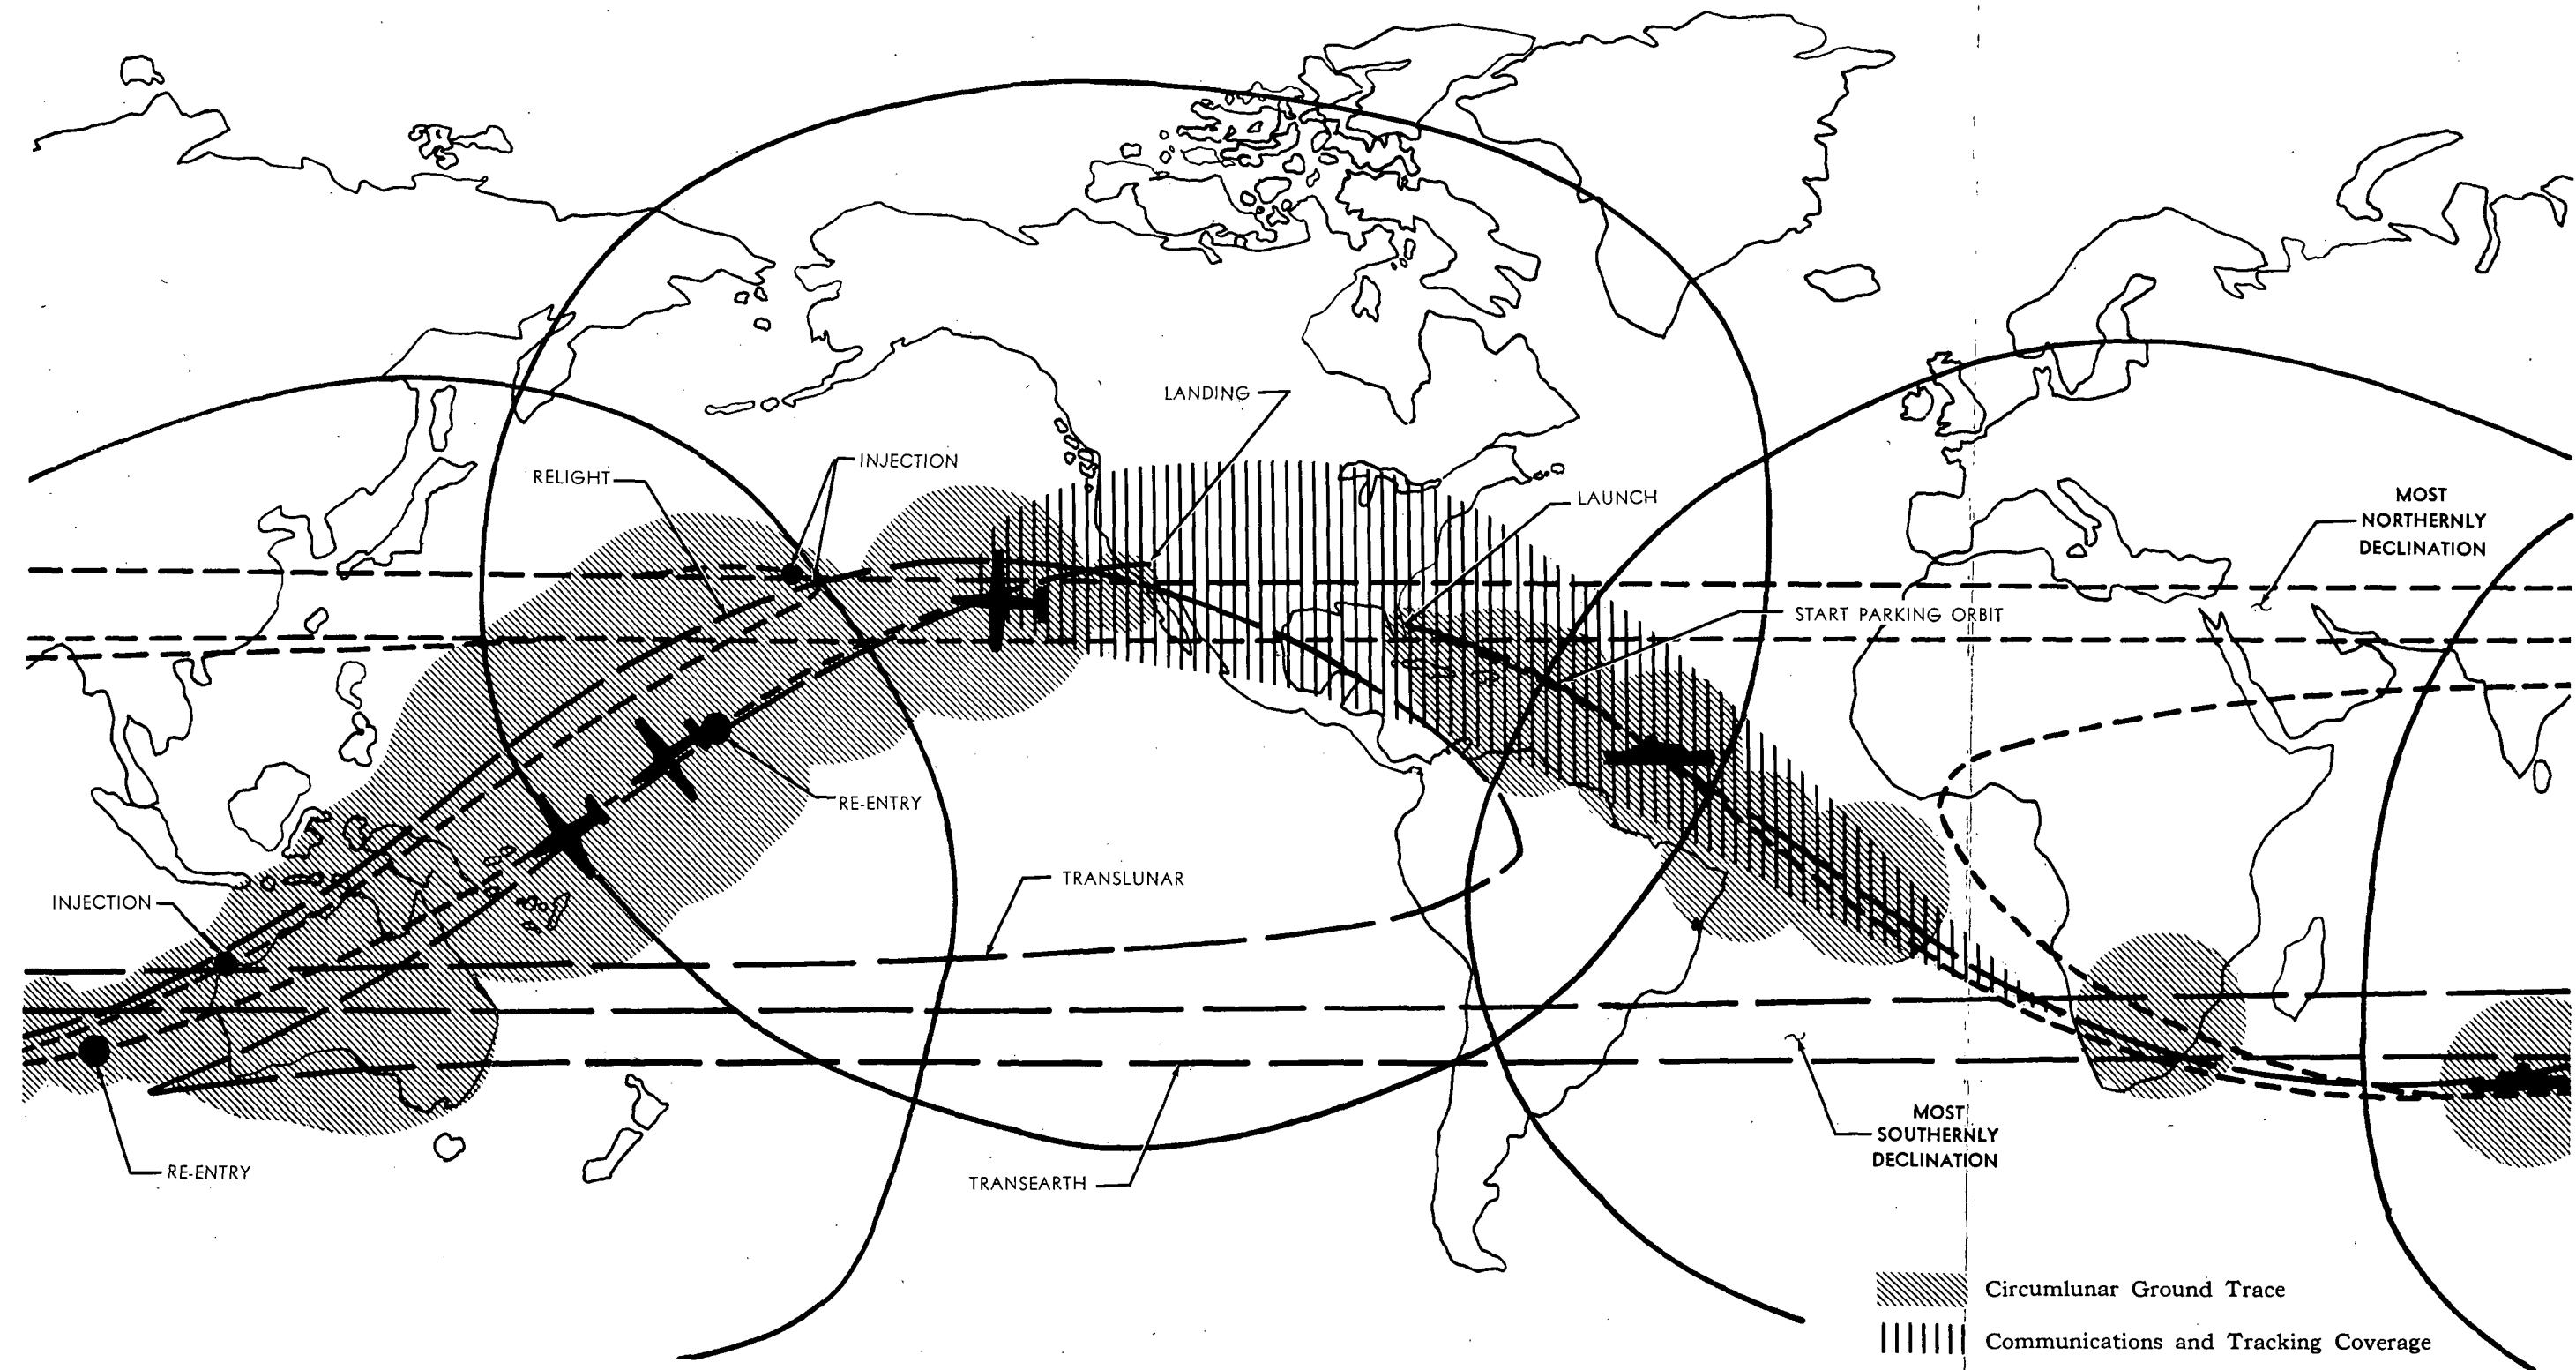 LANDING
INJECTION
RELIGHT
LAUNCH
MOST
NORTHERNLY
DECLINATION
START PARKING ORBIT
RE-ENTRY
TRANSLUNAR
INJECTION
MOST
SOUTHERNLY
DECLINATION
RE-ENTRY
TRANSEARTH
Circumlunar Ground Trace
Communications and Tracking Coverage